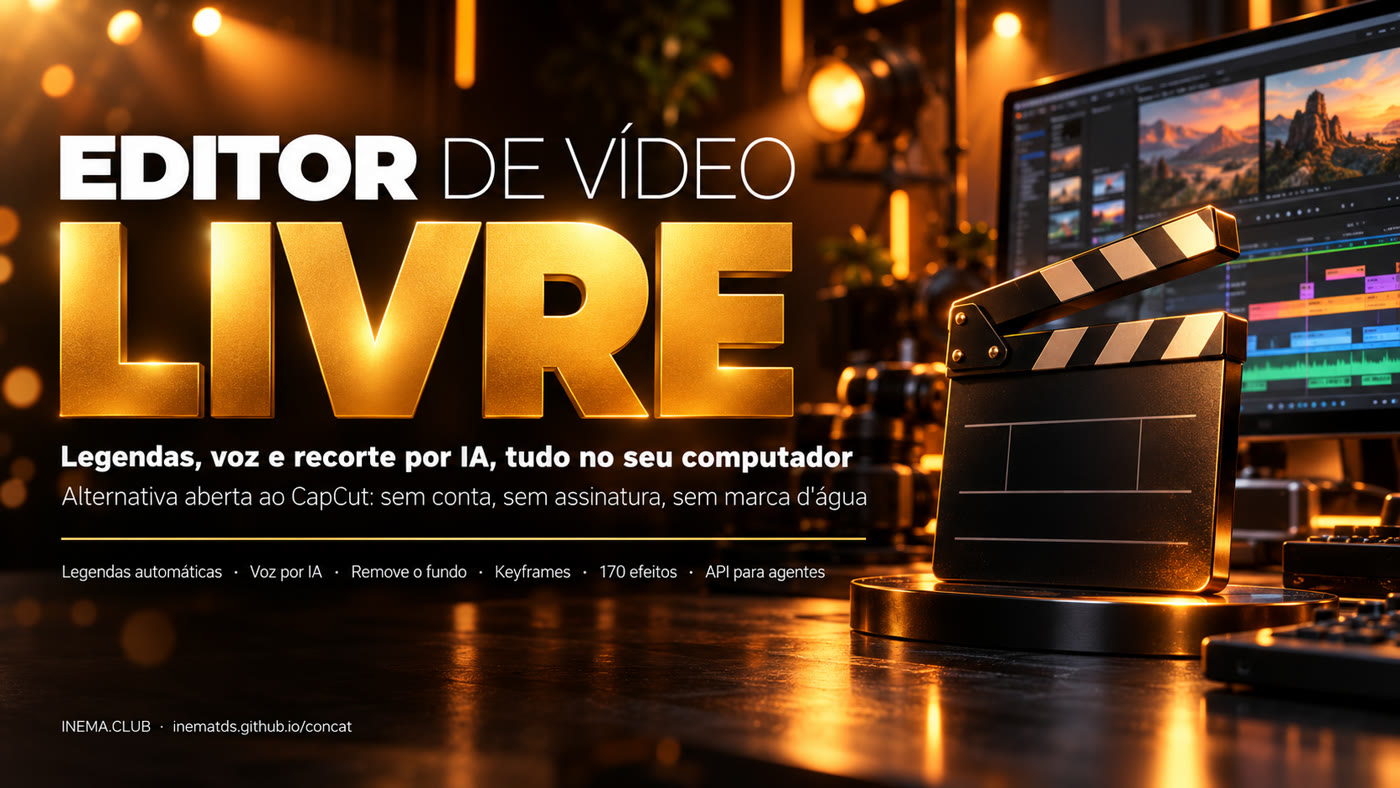 EDITOR DE VÍDEO
LIVRE
Legendas, voz e recorte por IA, tudo no seu computador
Alternativa aberta ao CapCut: sem conta, sem assinatura, sem marca d'água
Legendas automáticas · Voz por IA · Remove o fundo · Keyframes · 170 efeitos · API para agentes
INEMA.CLUB · inematds.github.io/concat